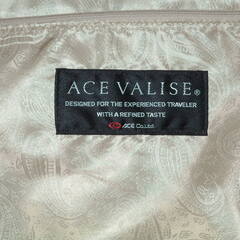 ACE VALISE®
DESIGNED FOR THE EXPERIENCED TRAVELER
WITH A REFINED TASTE
ACE Co.,Ltd.